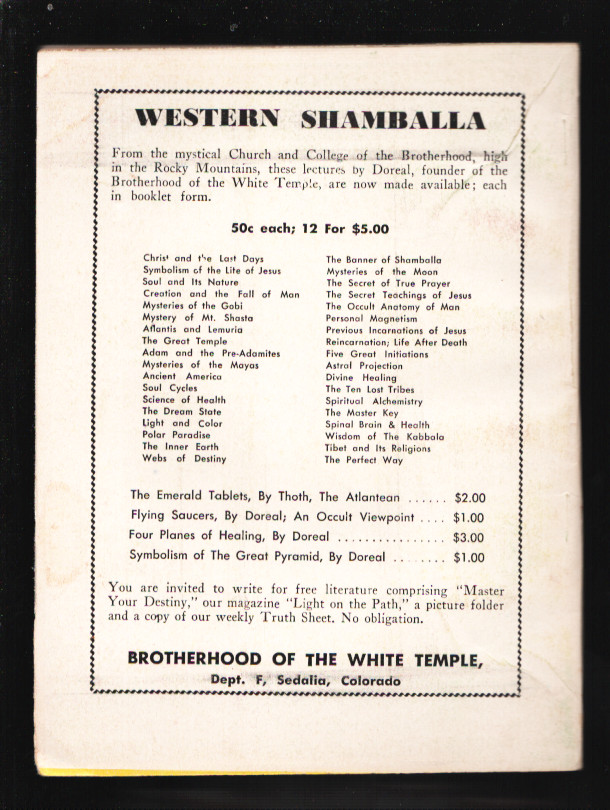 WESTERN SHAMBALLA
From the mystical Church and College of the Brotherhood, high
in the Rocky Mountains, these lectures by Doreal, founder of the
Brotherhood of the White Temple, are now made available; each
in booklet form.
50c each; 12 For $5.00
Christ and the Last Days
Symbolism of the Life of Jesus
Soul and Its Nature
Creation and the Fall of Man
Mysteries of the Gobi
Mystery of Mt. Shasta
Atlantis and Lemuria
The Great Temple
Adam and the Pre-Adamites
Mysteries of the Mayas
Ancient America
Soul Cycles
Science of Health
The Dream State
Light and Color
Polar Paradise
The Inner Earth
Webs of Destiny
The Banner of Shamballa
Mysteries of the Moon
The Secret of True Prayer
The Secret Teachings of Jesus
The Occult Anatomy of Man
Personal Magnetism
Previous Incarnations of Jesus
Reincarnation; Life After Death
Five Great Initiations
Astral Projection
Divine Healing
The Ten Lost Tribes
Spiritual Alchemistry
The Master Key
Spinal Brain & Health
Wisdom of The Kabbala
Tibet and Its Religions
The Perfect Way
The Emerald Tablets, By Thoth, The Atlantean ...... $2.00
Flying Saucers, By Doreal; An Occult Viewpoint .... $1.00
Four Planes of Healing, By Doreal ................ $3.00
Symbolism of The Great Pyramid, By Doreal ........ $1.00
You are invited to write for free literature comprising "Master
Your Destiny," our magazine "Light on the Path," a picture folder
and a copy of our weekly Truth Sheet. No obligation.
BROTHERHOOD OF THE WHITE TEMPLE,
Dept. F, Sedalia, Colorado